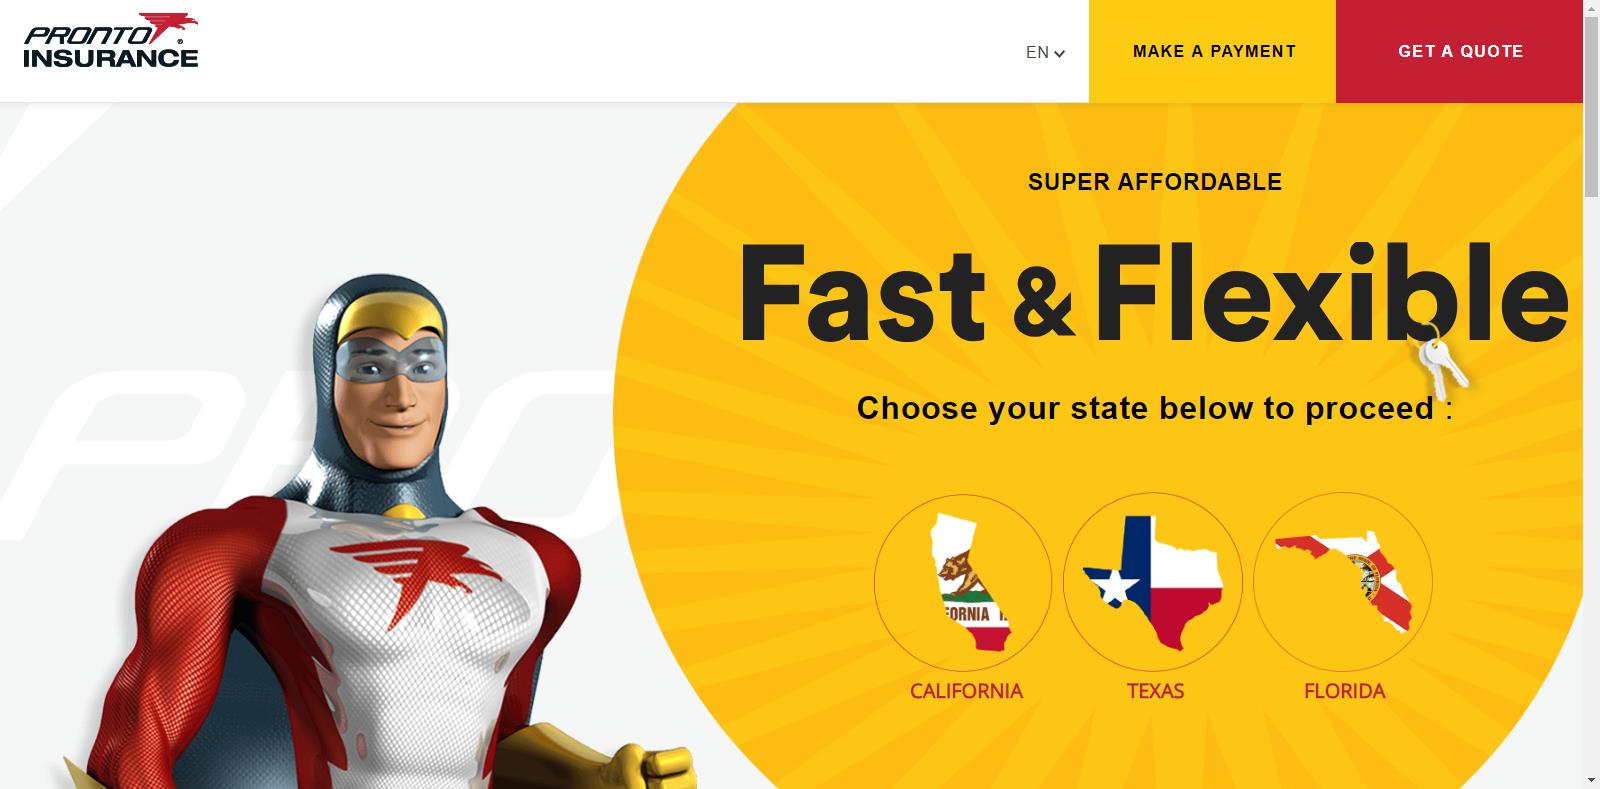 PRONTO
INSURANCE
EN
MAKE A PAYMENT
GET A QUOTE
SUPER AFFORDABLE
Fast & Flexible
Choose your state below to proceed :
CALIFORNIA
TEXAS
FLORIDA